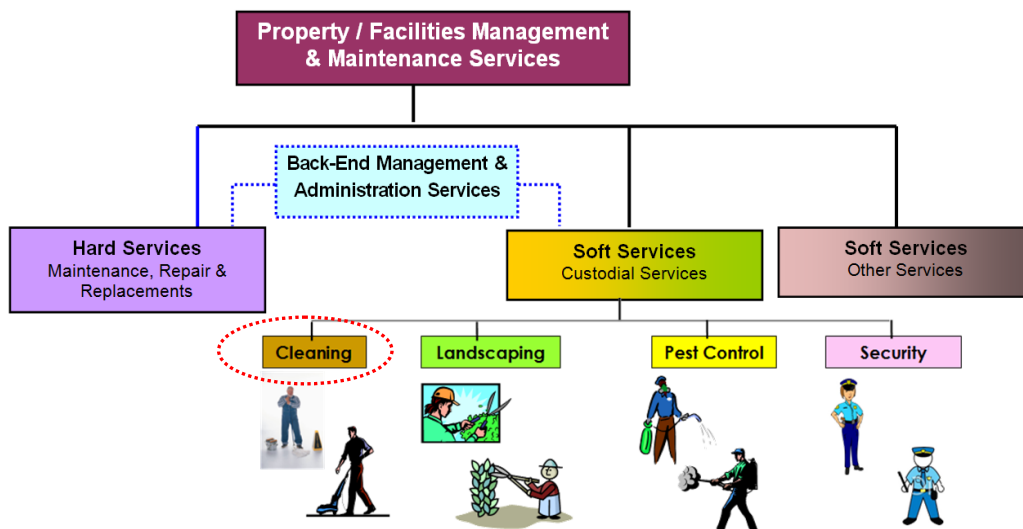 Property / Facilities Management
& Maintenance Services
Back-End Management &
Administration Services
Hard Services
Maintenance, Repair &
Replacements
Soft Services
Custodial Services
Soft Services
Other Services
Cleaning
Landscaping
Pest Control
Security